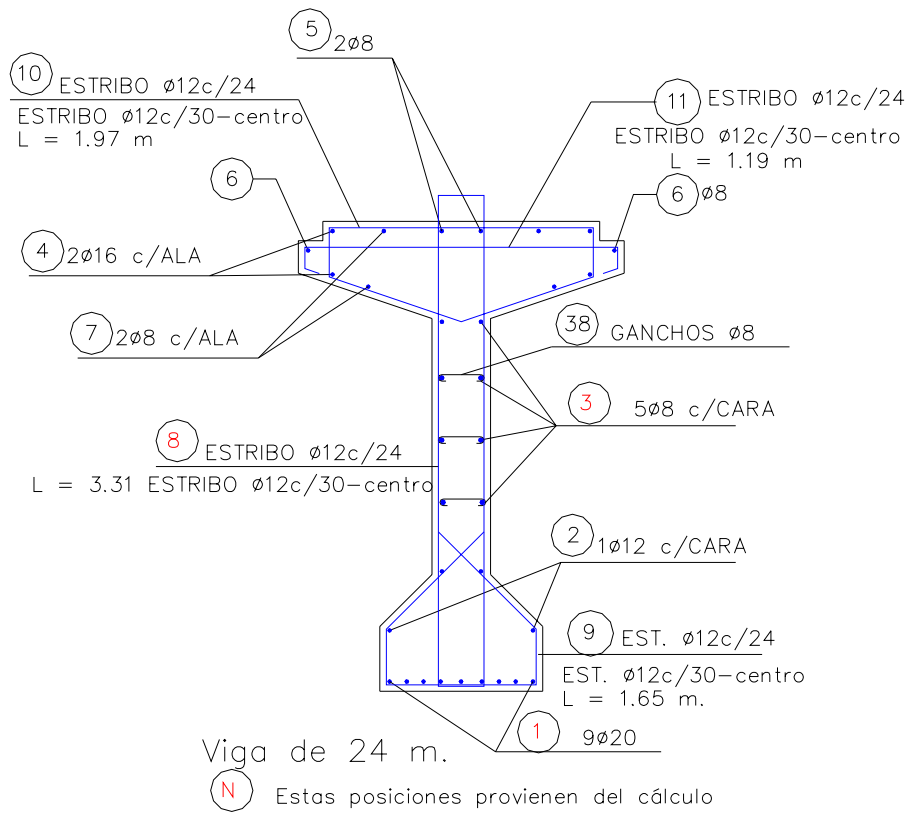 5
2ø8
10
ESTRIBO ø12c/24
ESTRIBO ø12c/30-centro
L = 1.97 m
11
ESTRIBO ø12c/24
ESTRIBO ø12c/30-centro
L = 1.19 m
6
6
ø8
4
2ø16 c/ALA
7
2ø8 c/ALA
38
GANCHOS ø8
3
5ø8 c/CARA
8
ESTRIBO ø12c/24
L = 3.31 ESTRIBO ø12c/30-centro
2
1ø12 c/CARA
9
EST. ø12c/24
EST. ø12c/30-centro
L = 1.65 m.
1
9ø20
Viga de 24 m.
N
Estas posiciones provienen del cálculo